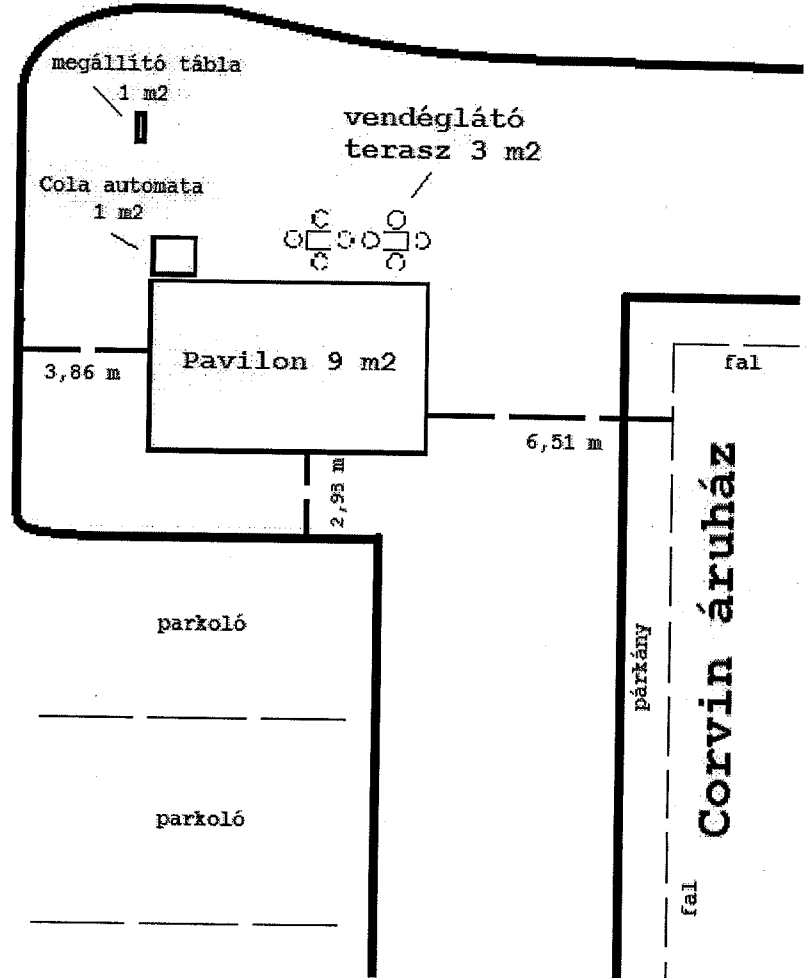 megállító tábla
1 m2
vendéglátó
terasz 3 m2
Cola automata
1 m2
Pavilon 9 m2
3,86 m
fal
6,51 m
2,98 m
Corvin áruház
parkoló
párkány
parkoló
fal